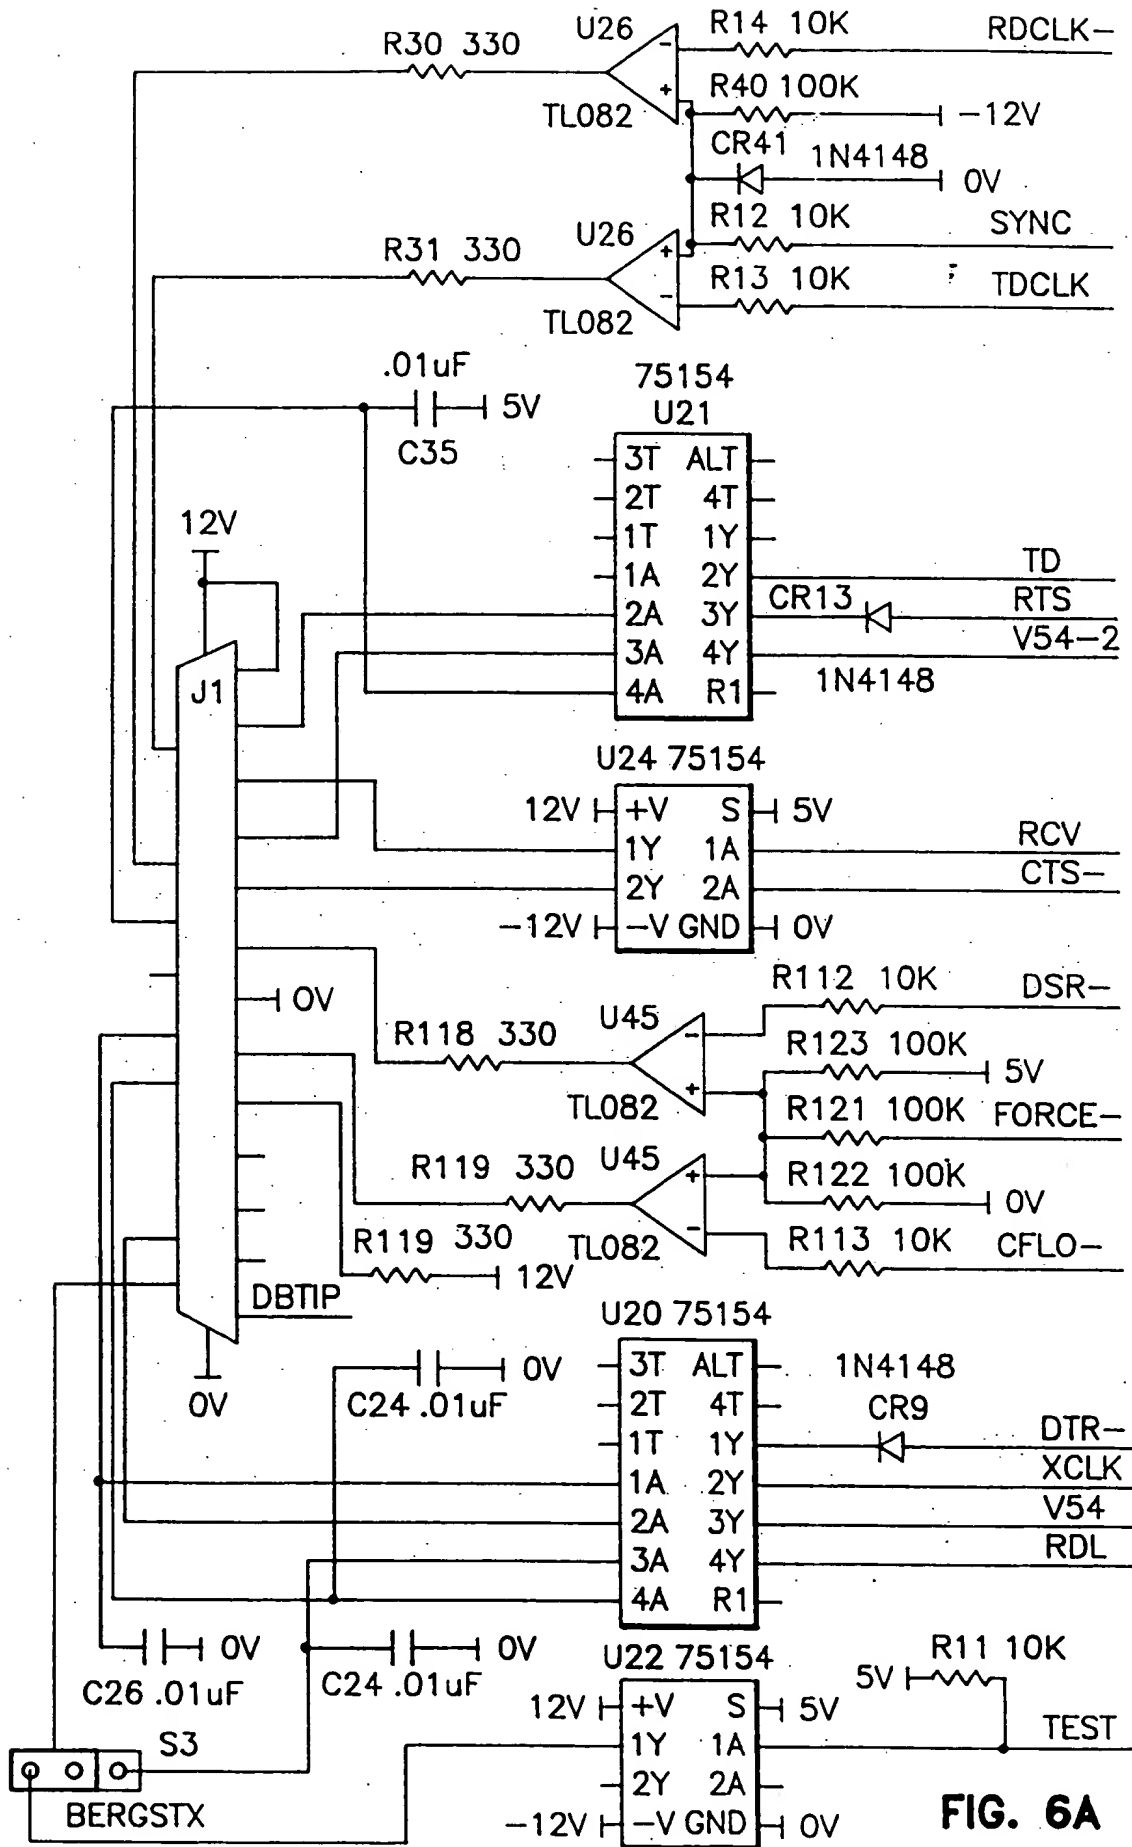 R30 330
U26
R14 10K
RDCLK-
-
+
TL082
R40 100K
-12V
CR41
1N4148
0V
R31 330
U26
R12 10K
SYNC
+
-
TL082
R13 10K
TDCLK
.01uF
5V
C35
75154
U21
3T ALT
2T 4T
1T 1Y
1A 2Y
TD
2A 3Y
CR13
RTS
3A 4Y
V54-2
1N4148
4A R1
12V
J1
U24 75154
12V
+V S
5V
1Y 1A
RCV
2Y 2A
CTS-
-12V
-V GND
0V
0V
R118 330
U45
R112 10K
DSR-
-
+
TL082
R123 100K
5V
R121 100K
FORCE-
R119 330
U45
R122 100K
0V
+
-
TL082
R113 10K
CFLO-
R119 330
12V
DBTIP
0V
C24 .01uF
0V
U20 75154
3T ALT
2T 4T
1T 1Y
1N4148
CR9
DTR-
1A 2Y
XCLK
2A 3Y
V54
3A 4Y
RDL
4A R1
0V
C26 .01uF
0V
C24 .01uF
U22 75154
12V
+V S
5V
R11 10K
5V
1Y 1A
TEST
2Y 2A
-12V
-V GND
0V
S3
BERGSTX
FIG. 6A